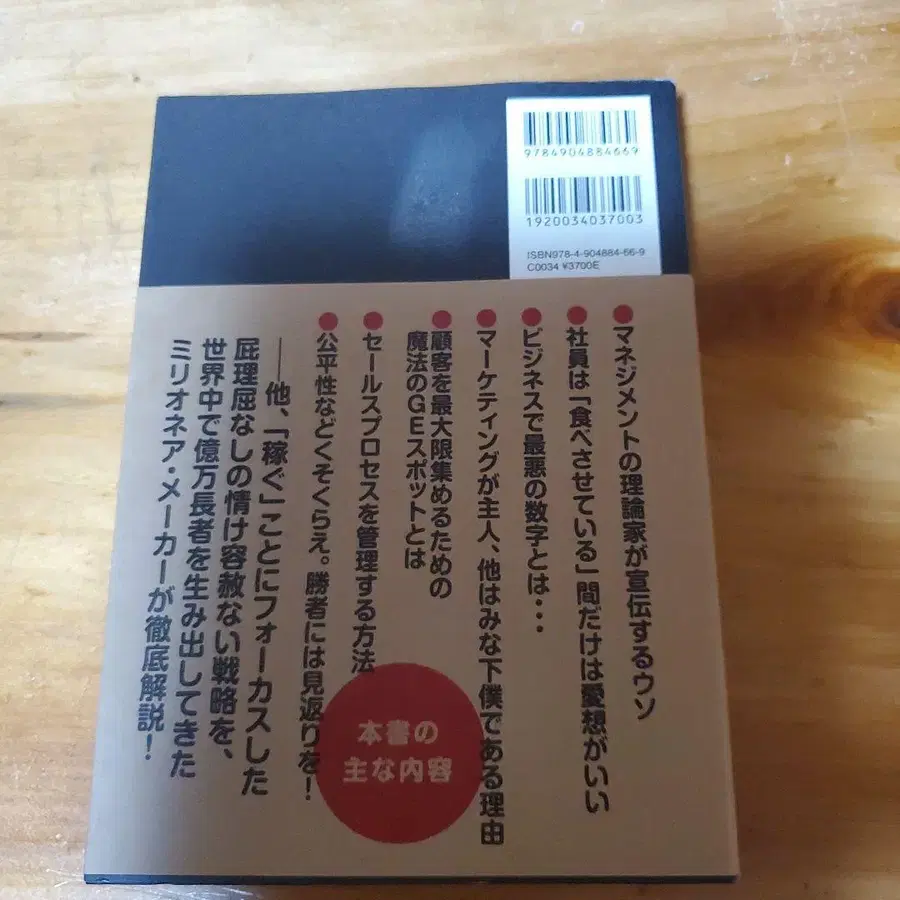 9784904884669
1920034037003
ISBN978-4-904884-66-9
C0034 ¥3700E
●マネジメントの理論家が宣伝するウソ
●社員は「食べさせている」間だけは愛想がいい
●ビジネスで最悪の数字とは・・・
●マーケティングが主人、他はみな下僕である理由
●顧客を最大限集めるための
魔法のGEスポットとは
●セールスプロセスを管理する方法
●公平性などくそくらえ。勝者には見返りを!
──他、「稼ぐ」ことにフォーカスした
屁理屈なしの情け容赦ない戦略を、
世界中で億万長者を生み出してきた
ミリオネア・メーカーが徹底解説!
本書の
主な内容